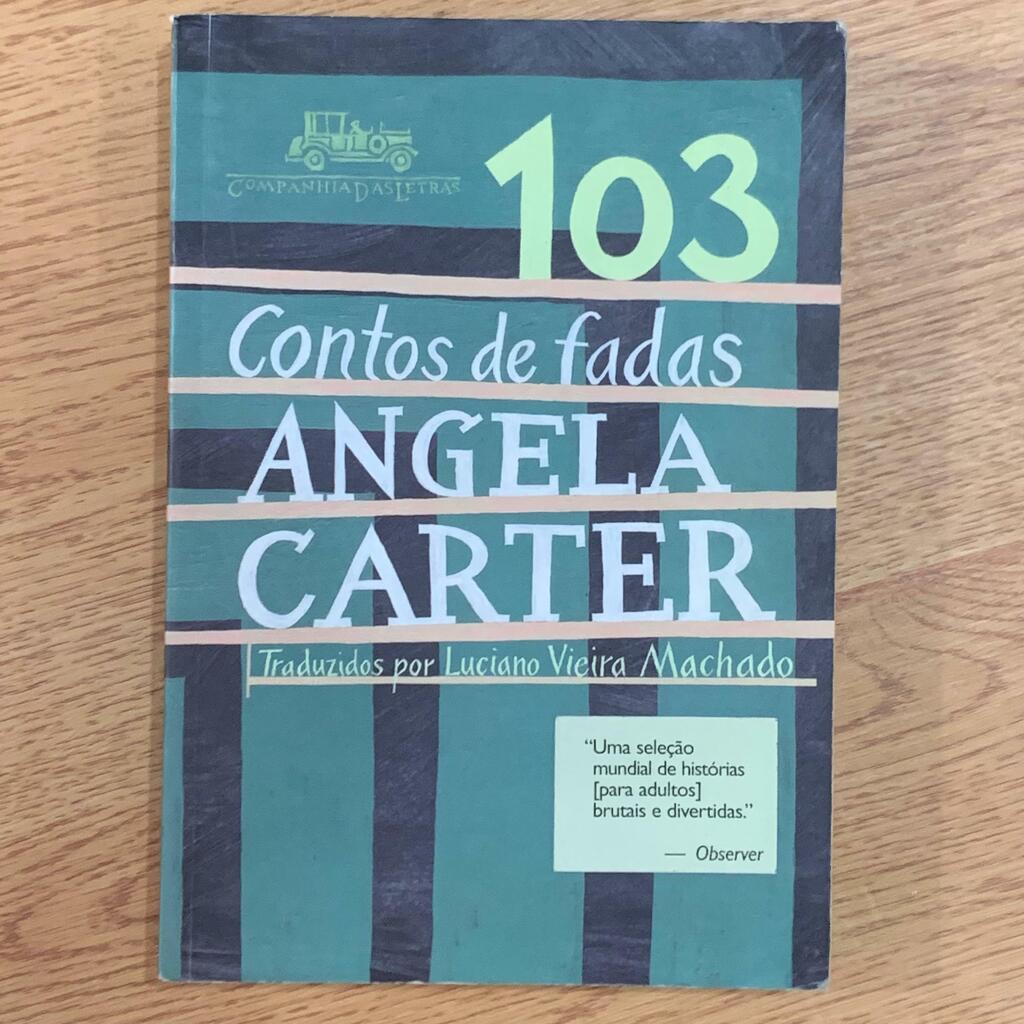 COMPANHIA DAS LETRAS
103
Contos de fadas
ANGELA
CARTER
Traduzidos por Luciano Vieira Machado
“Uma seleção
mundial de histórias
[para adultos]
brutais e divertidas.”
— Observer